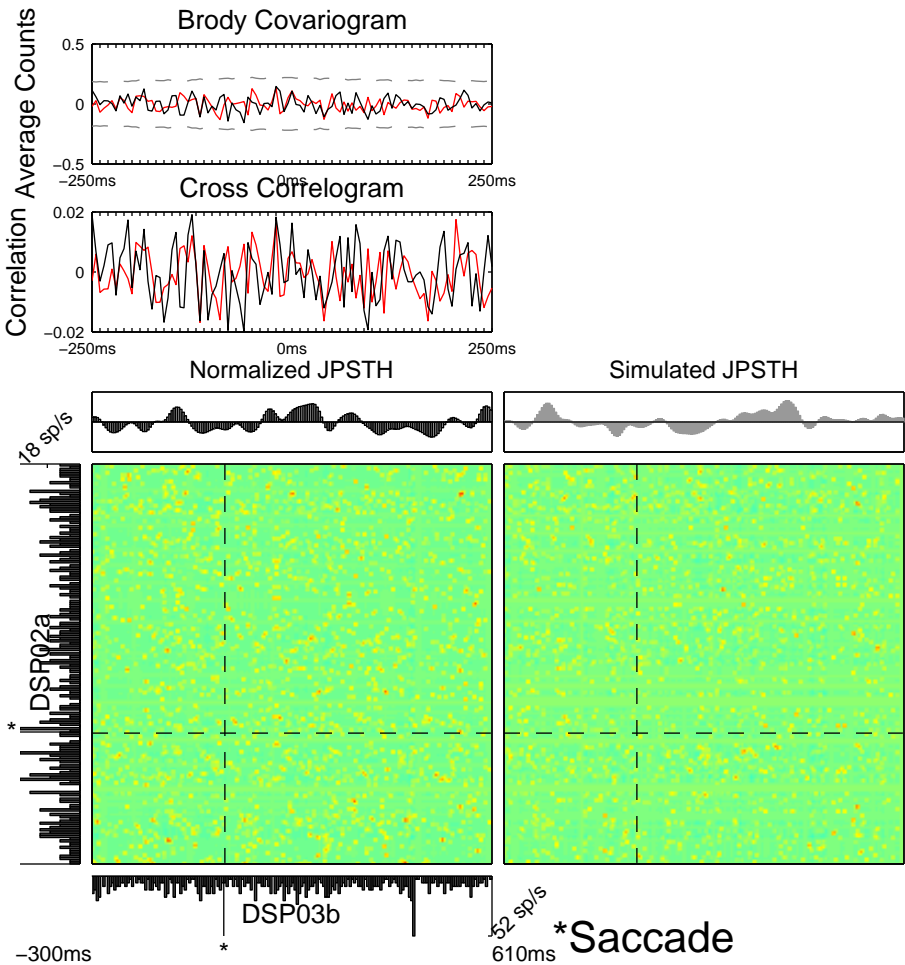 Brody Covariogram
Average Counts
0.5
0
−0.5
−250ms
0ms
250ms
Cross Correlogram
Correlation
0.02
0
−0.02
−250ms
0ms
250ms
Normalized JPSTH
Simulated JPSTH
18 sp/s
DSP02a
*
DSP03b
*
52 sp/s
−300ms
610ms
*Saccade